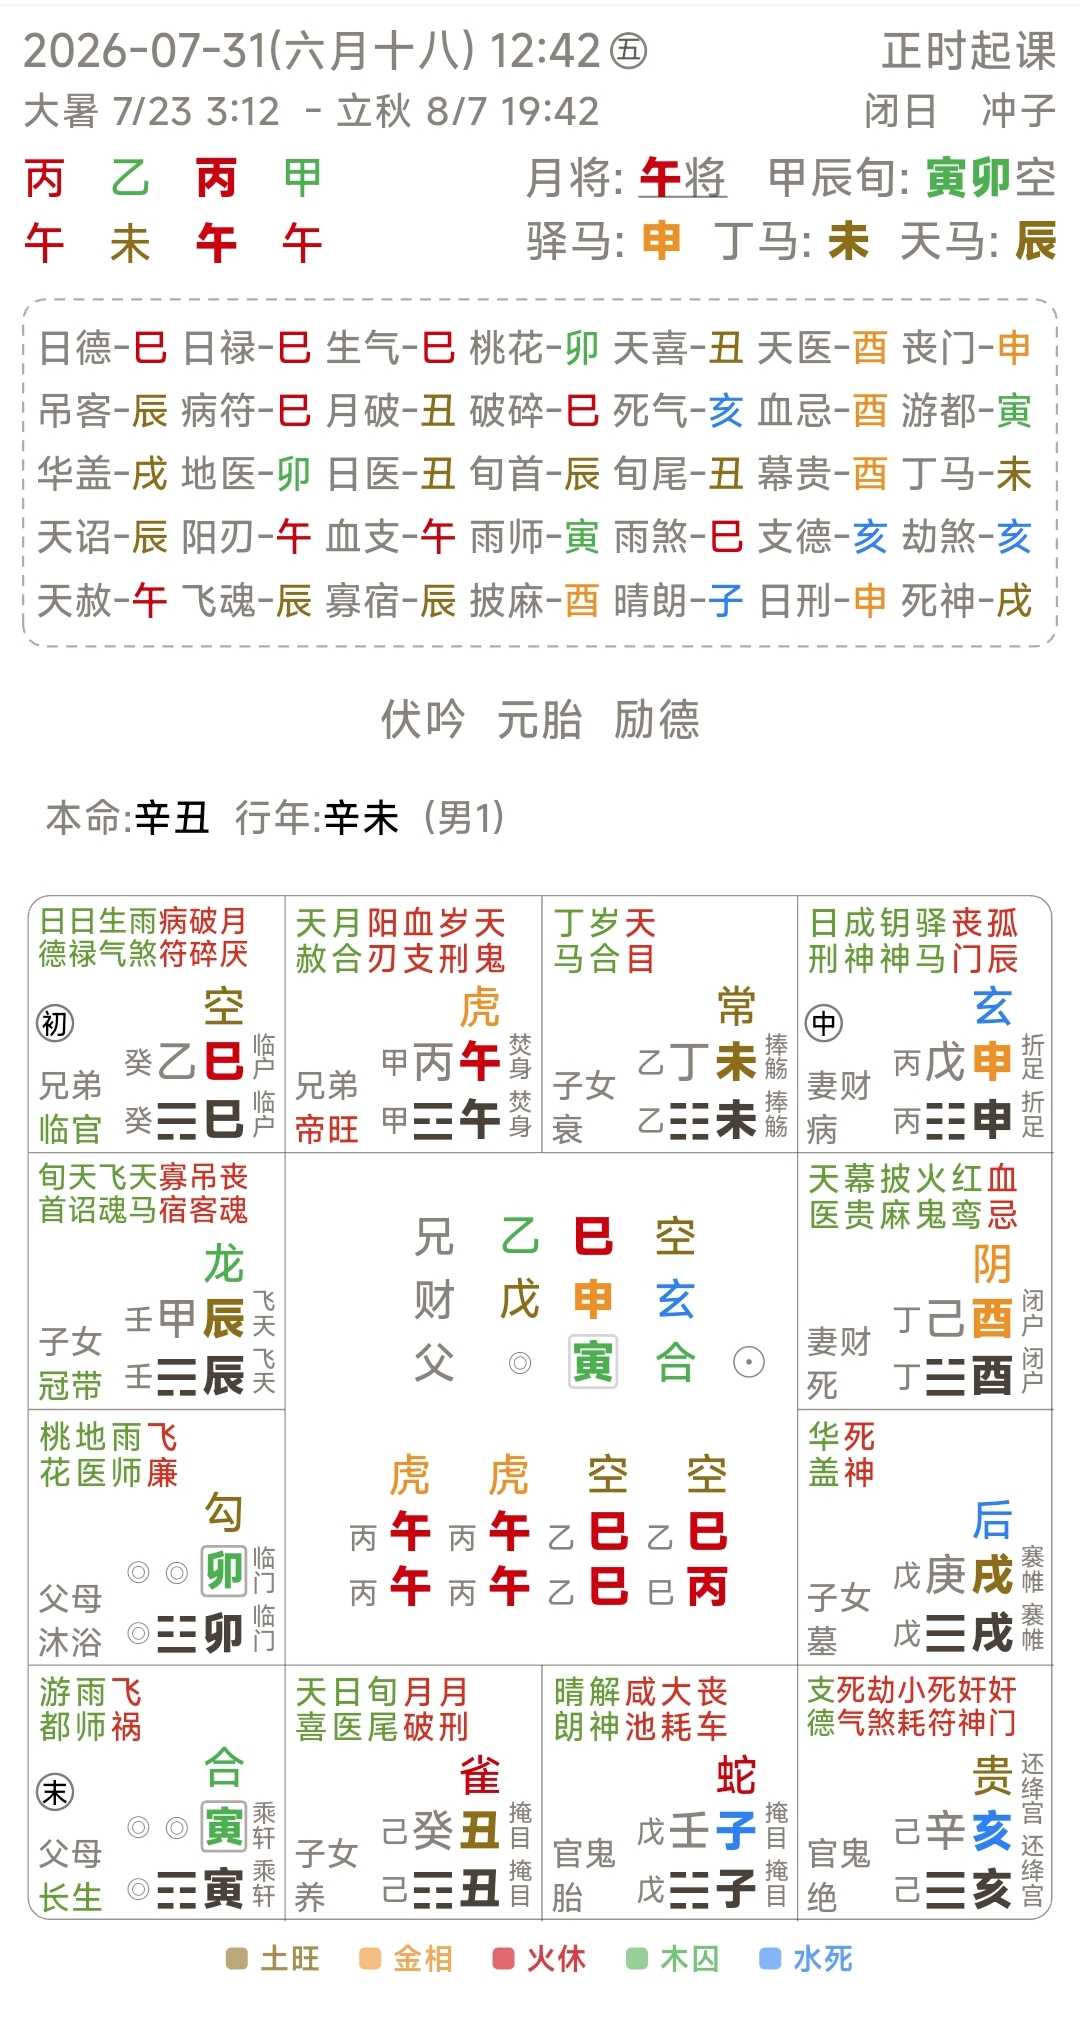 2026-07-31(六月十八) 12:42㊄ 正时起课
大暑 7/23 3:12 - 立秋 8/7 19:42 闭日 冲子
丙 乙 丙 甲 月将: 午将 甲辰旬: 寅卯空
午 未 午 午 驿马: 申 丁马: 未 天马: 辰
日德-巳 日禄-巳 生气-巳 桃花-卯 天喜-丑 天医-酉 丧门-申
吊客-辰 病符-巳 月破-丑 破碎-巳 死气-亥 血忌-酉 游都-寅
华盖-戌 地医-卯 日医-丑 旬首-辰 旬尾-丑 幕贵-酉 丁马-未
天诏-辰 阳刃-午 血支-午 雨师-寅 雨煞-巳 支德-亥 劫煞-亥
天赦-午 飞魂-辰 寡宿-辰 披麻-酉 晴朗-子 日刑-申 死神-戌
伏吟 元胎 励德
本命:辛丑 行年:辛未 (男1)
日日生雨病破月
德禄气煞符碎厌
空
初
癸乙巳 临户
兄弟
临官 癸☴巳 临户
天月阳血岁天
赦合刃支刑鬼
虎
甲丙午 焚身
兄弟
帝旺 甲☲午 焚身
丁岁天
马合目
常
乙丁未 捧觞
子女
衰 乙☷未 捧觞
日成钥驿丧孤
刑神神马门辰
玄
中
丙戊申 折足
妻财
病 丙☷申 折足
旬天飞天寡吊丧
首诏魂马宿客魂
龙
壬甲辰 飞天
子女
冠带 壬☴辰 飞天
兄 乙 巳 空
财 戊 申 玄
父 ◎ 寅 合 ☉
虎 虎 空 空
丙午 丙午 乙巳 乙巳
丙午 丙午 乙巳 巳丙
天幕披火红血
医贵麻鬼鸾忌
阴
丁己酉 闭户
妻财
死 丁☱酉 闭户
桃地雨飞
花医师廉
勾
◎◎卯 临门
父母
沐浴 ◎☳卯 临门
华死
盖神
后
戊庚戌 褰帷
子女
墓 戊☰戌 褰帷
游雨飞
都师祸
合
末
◎◎寅 乘轩
父母
长生 ◎☶寅 乘轩
天日旬月月
喜医尾破刑
雀
己癸丑 掩目
子女
养 己☶丑 掩目
晴解咸大丧
朗神池耗车
蛇
戊壬子 掩目
官鬼
胎 戊☵子 掩目
支死劫小死奸奸
德气煞耗符神门
贵
己辛亥 还绛宫
官鬼
绝 己☰亥 还绛宫
土旺 金相 火休 木囚 水死